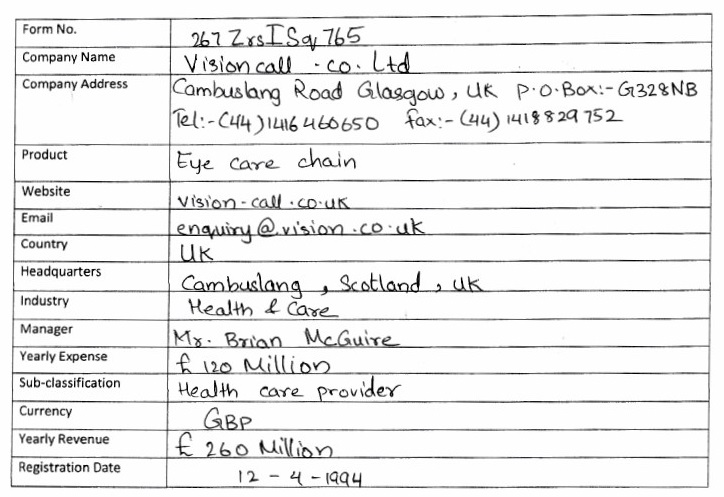 Form No. 267ZrsISq765
Company Name Vision call - co. Ltd
Company Address Cambuslang Road Glasgow, UK P.O.Box:- G328NB
Tel:- (44)1416460650 fax:- (44)1418829752
Product Eye care chain
Website vision-call.co.uk
Email enquiry@.vision.co.uk
Country UK
Headquarters Cambuslang, Scotland, UK
Industry Health & Care
Manager Mr. Brian McGuire
Yearly Expense £ 120 Million
Sub-classification Health care provider
Currency GBP
Yearly Revenue £ 260 Million
Registration Date 12 - 4 - 1994